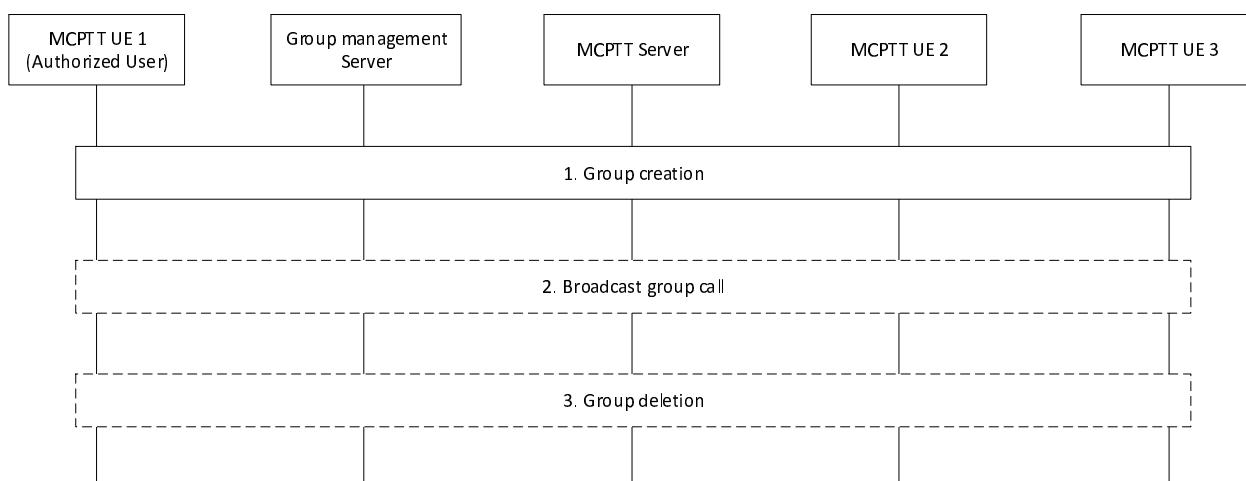 MCPTT UE 1
(Authorized User)
Group management
Server
MCPTT Server
MCPTT UE 2
MCPTT UE 3
1. Group creation
2. Broadcast group call
3. Group deletion